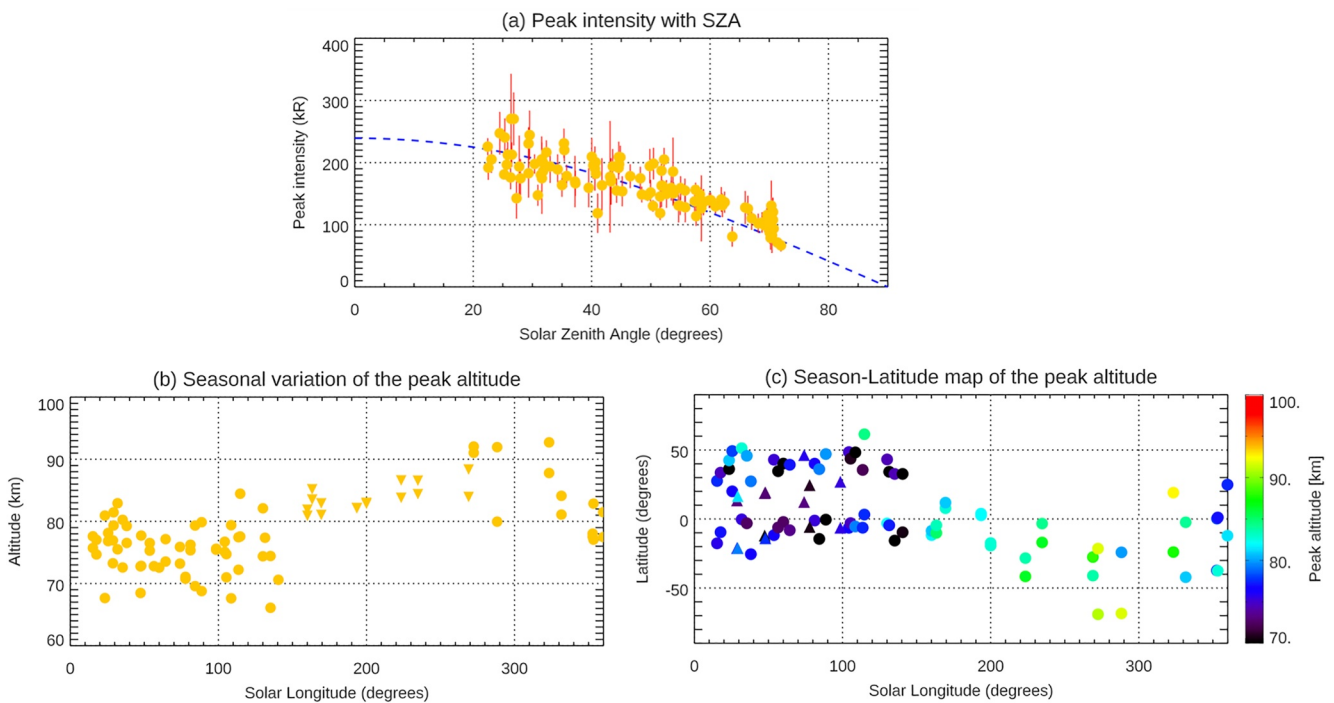 (a) Peak intensity with SZA
400
300
200
100
0
Peak intensity (kR)
0 20 40 60 80
Solar Zenith Angle (degrees)
(b) Seasonal variation of the peak altitude
100
90
80
70
60
Altitude (km)
0 100 200 300
Solar Longitude (degrees)
(c) Season-Latitude map of the peak altitude
50
0
-50
Latitude (degrees)
0 100 200 300
Solar Longitude (degrees)
100.
90.
80.
70.
Peak altitude [km]